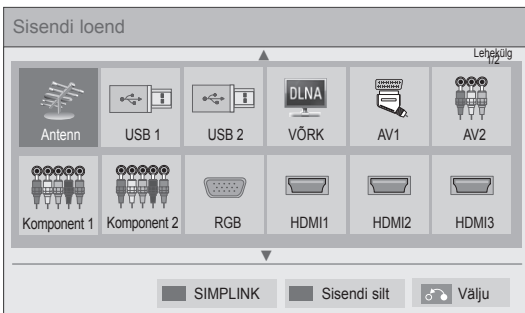 Sisendi loend
Lehekülg
1/2
DLNA
Antenn USB 1 USB 2 VÕRK AV1 AV2
Komponent 1 Komponent 2 RGB HDMI1 HDMI2 HDMI3
SIMPLINK Sisendi silt Välju